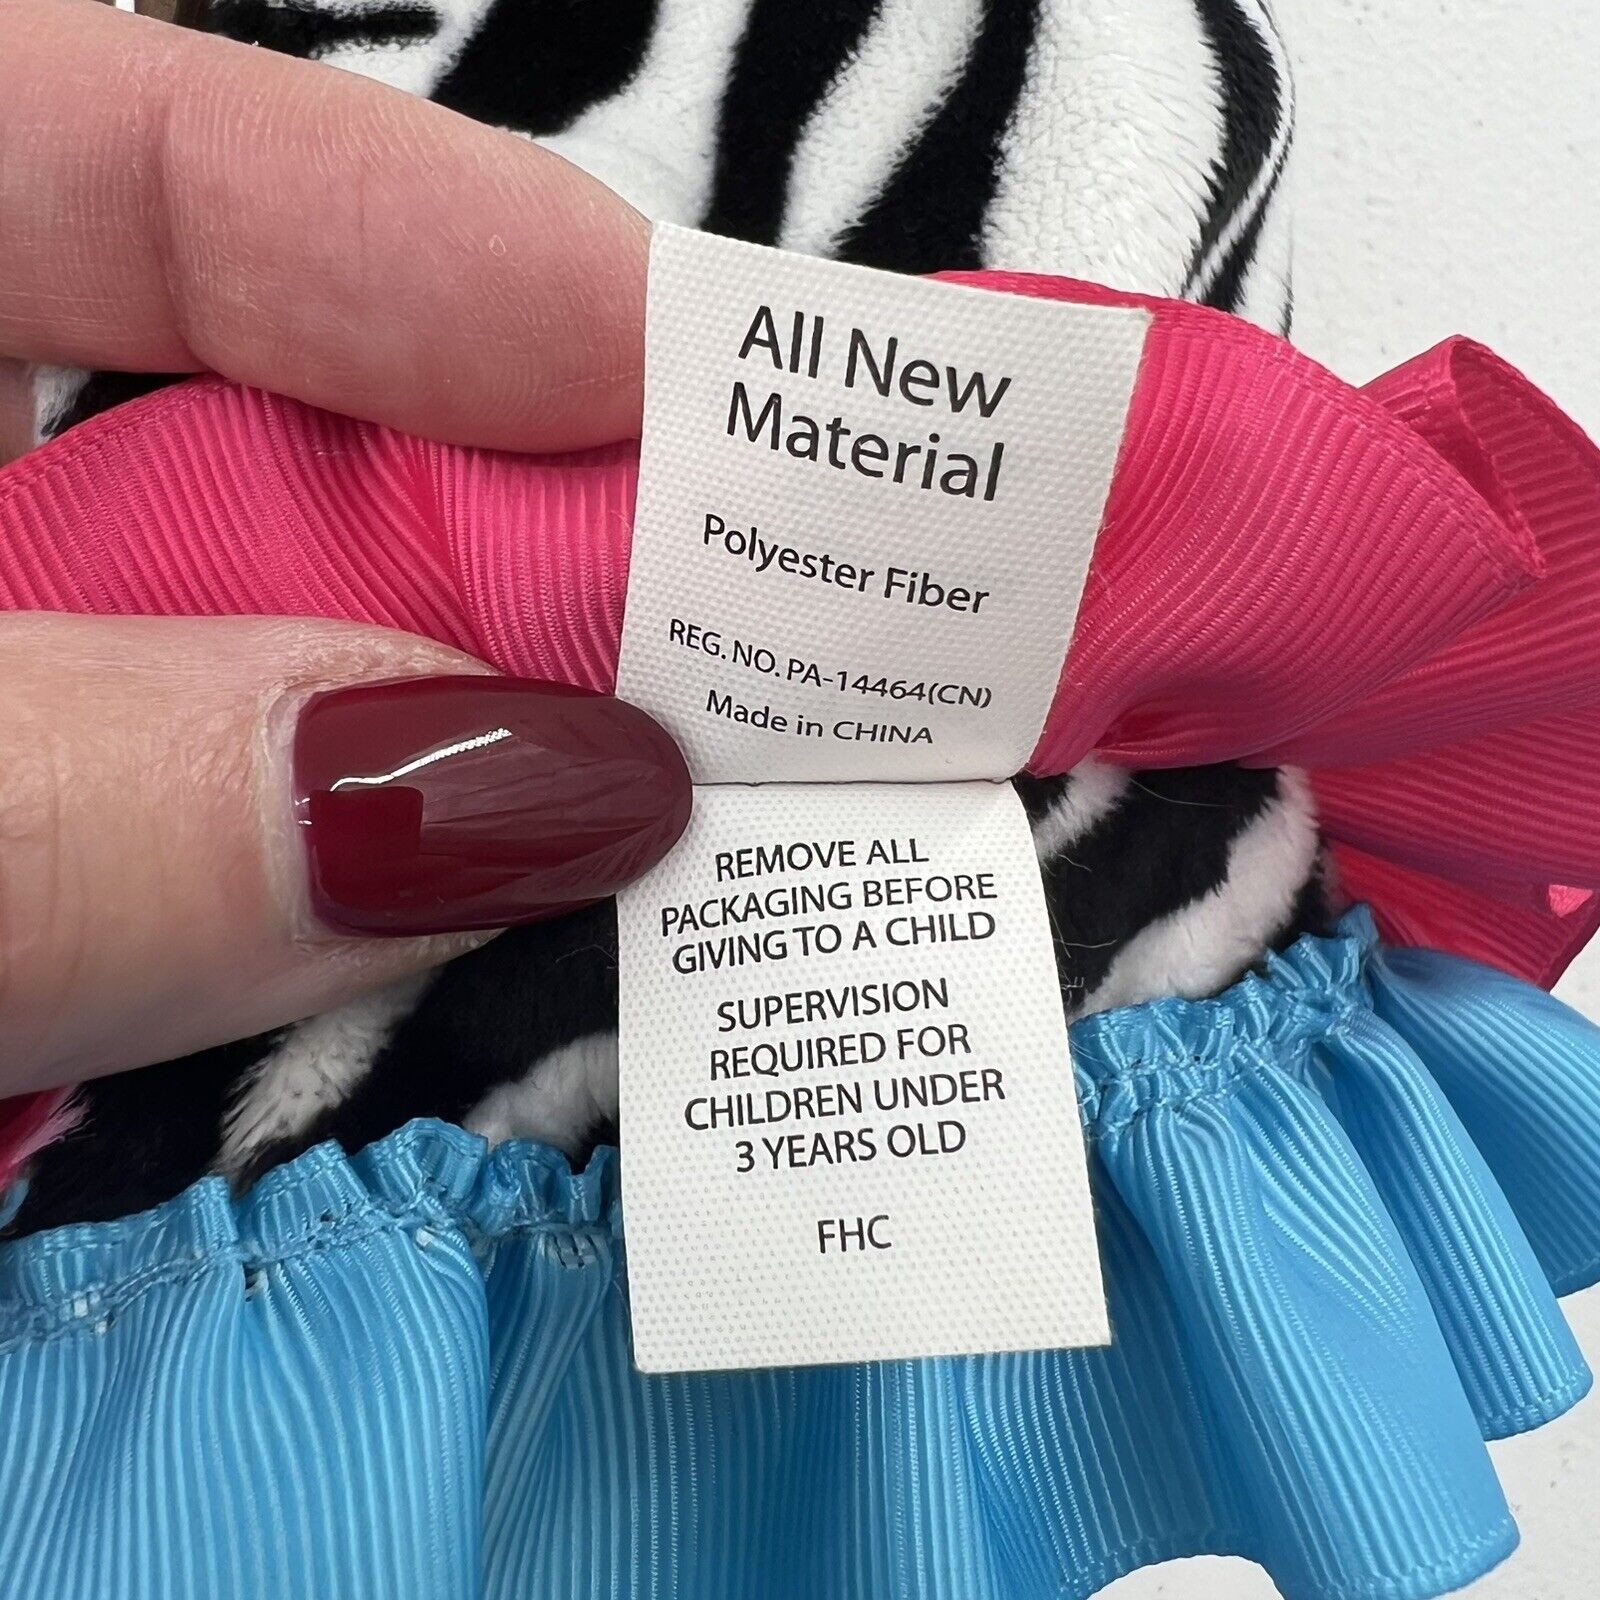 All New
Material
Polyester Fiber
REG. NO. PA-14464(CN)
Made in CHINA
REMOVE ALL
PACKAGING BEFORE
GIVING TO A CHILD
SUPERVISION
REQUIRED FOR
CHILDREN UNDER
3 YEARS OLD
FHC